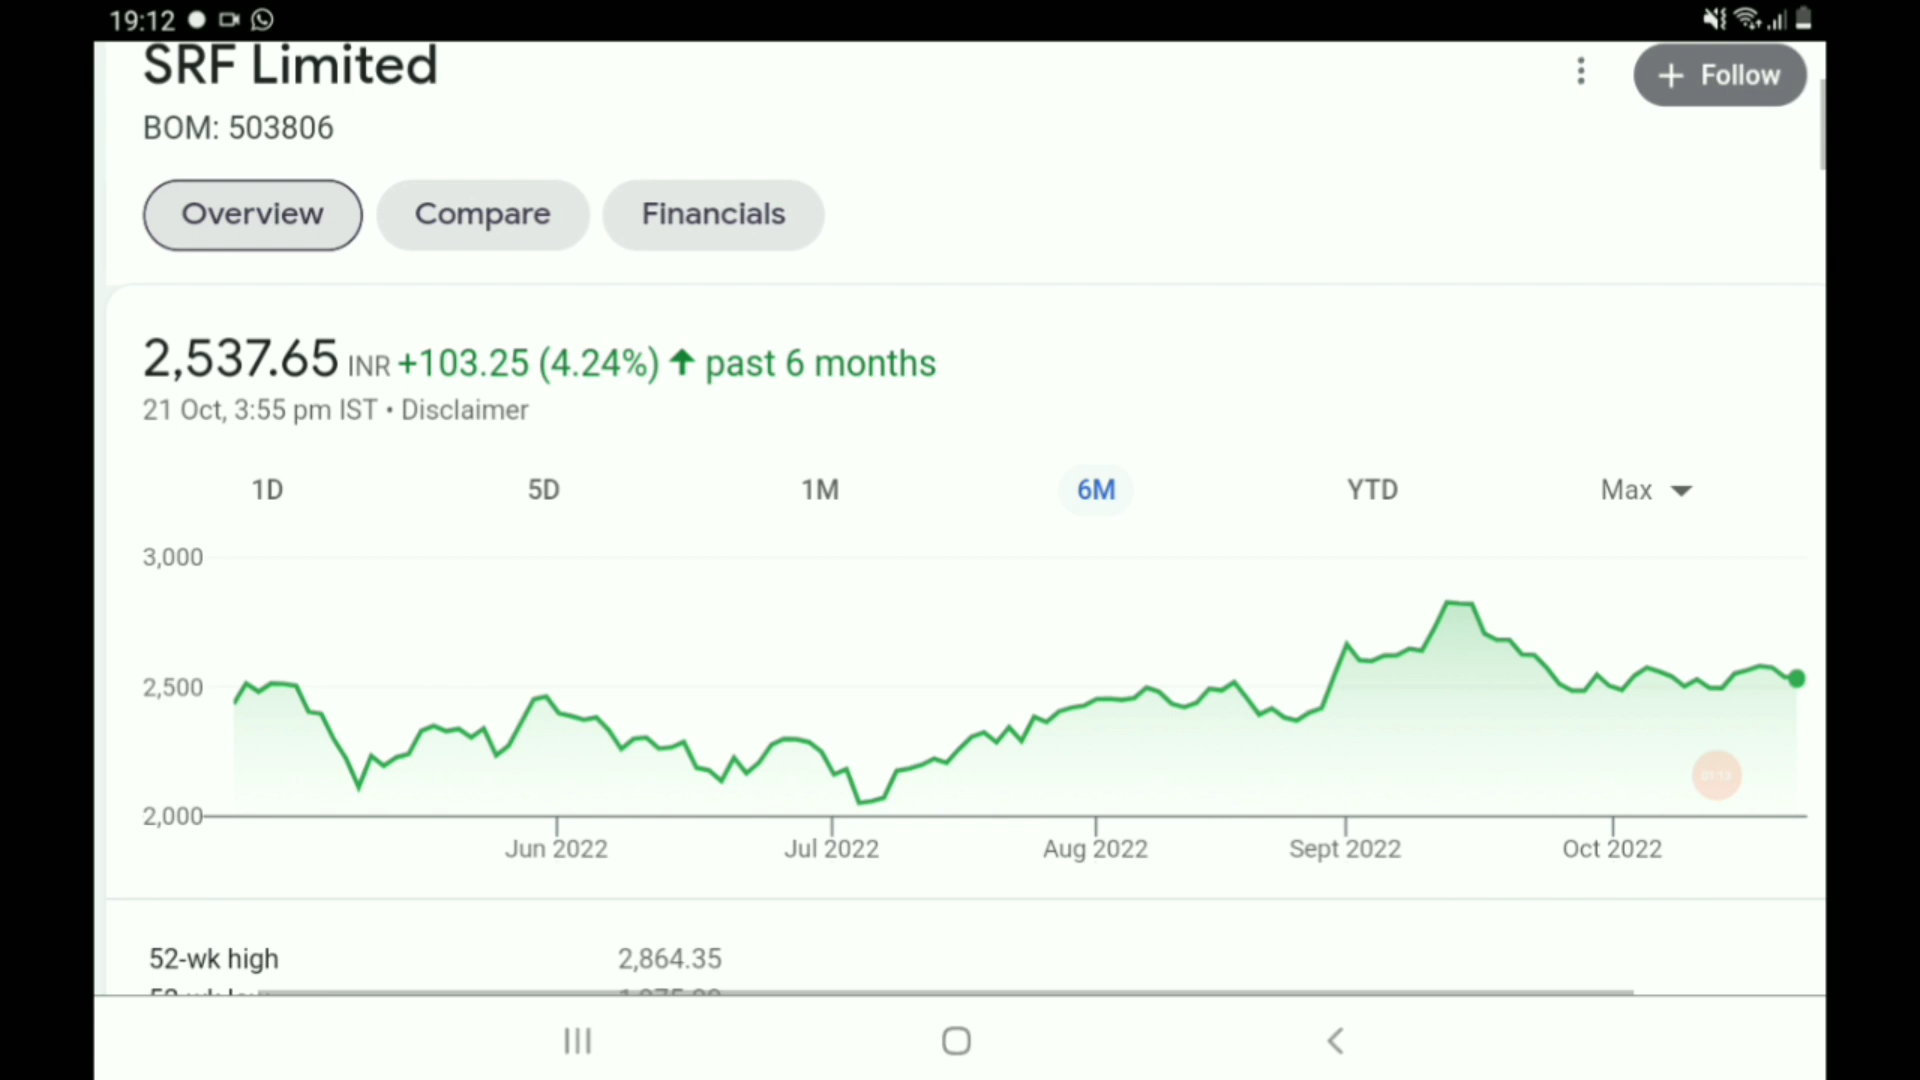 19:12
SRF Limited
+ Follow
BOM: 503806
Overview
Compare
Financials
2,537.65 INR +103.25 (4.24%) ↑ past 6 months
21 Oct, 3:55 pm IST • Disclaimer
1D 5D 1M 6M YTD Max
3,000
2,500
2,000
Jun 2022 Jul 2022 Aug 2022 Sept 2022 Oct 2022
52-wk high 2,864.35